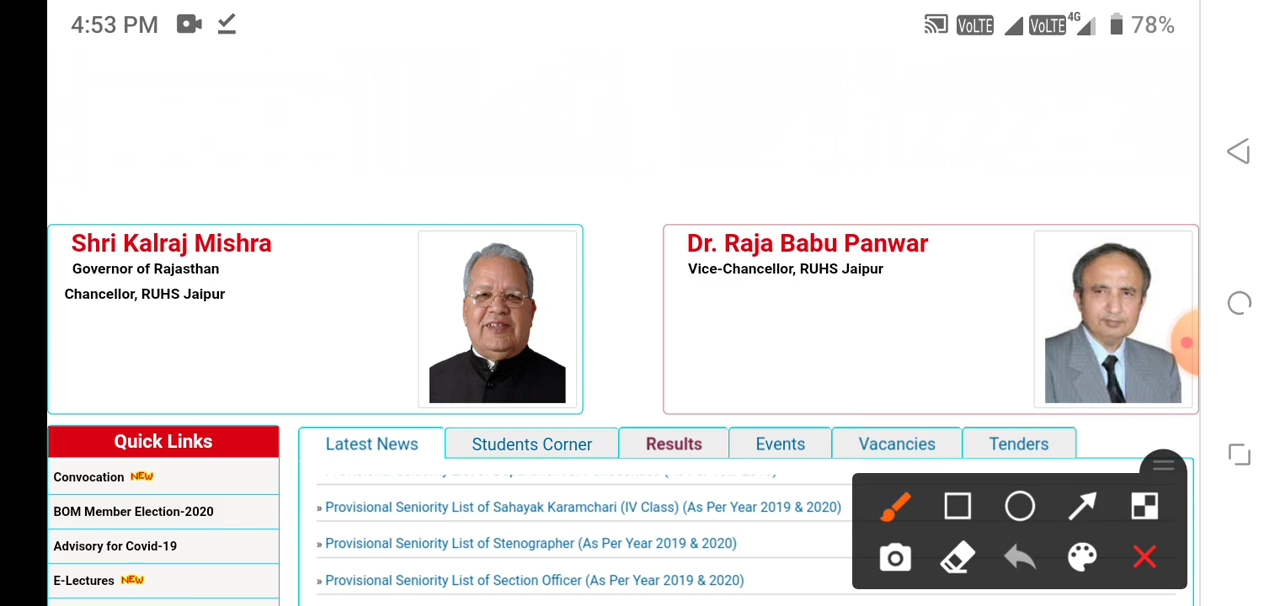 4:53 PM VoLTE VoLTE 4G 78%
Shri Kalraj Mishra
Governor of Rajasthan
Chancellor, RUHS Jaipur
Dr. Raja Babu Panwar
Vice-Chancellor, RUHS Jaipur
Quick Links
Convocation NEW
BOM Member Election-2020
Advisory for Covid-19
E-Lectures NEW
Latest News Students Corner Results Events Vacancies Tenders
» Provisional Seniority List of Sahayak Karamchari (IV Class) (As Per Year 2019 & 2020)
» Provisional Seniority List of Stenographer (As Per Year 2019 & 2020)
» Provisional Seniority List of Section Officer (As Per Year 2019 & 2020)